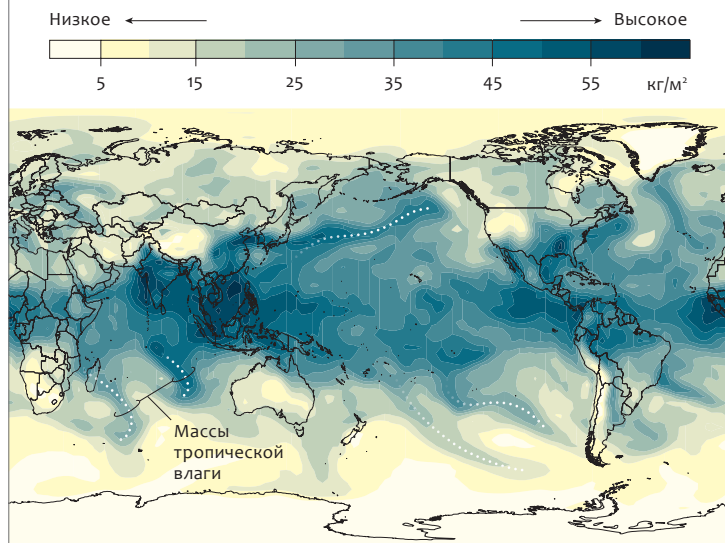 Низкое Высокое
5 15 25 35 45 55 кг/м²
Массы
тропической
влаги